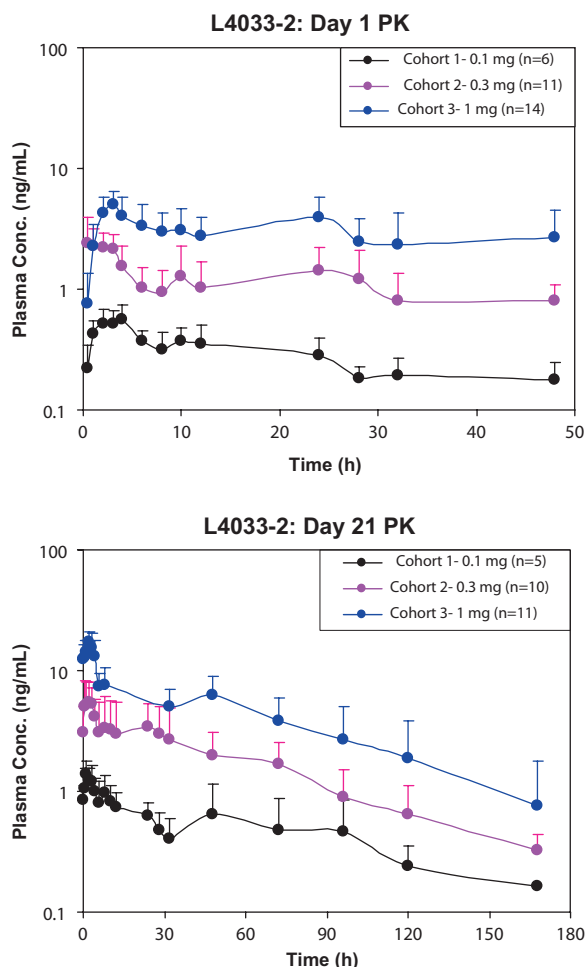 L4033-2: Day 1 PK
Cohort 1- 0.1 mg (n=6)
Cohort 2- 0.3 mg (n=11)
Cohort 3- 1 mg (n=14)
Plasma Conc. (ng/mL)
100
10
1
0.1
0 10 20 30 40 50
Time (h)
L4033-2: Day 21 PK
Cohort 1- 0.1 mg (n=5)
Cohort 2- 0.3 mg (n=10)
Cohort 3- 1 mg (n=11)
Plasma Conc. (ng/mL)
100
10
1
0.1
0 30 60 90 120 150 180
Time (h)